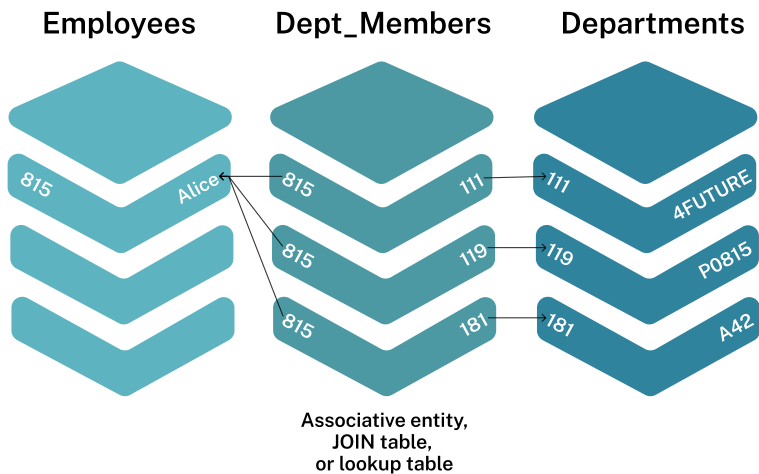 Employees
Dept_Members
Departments
815
Alice
815
111
111
4FUTURE
815
119
119
P0815
815
181
181
A42
Associative entity,
JOIN table,
or lookup table